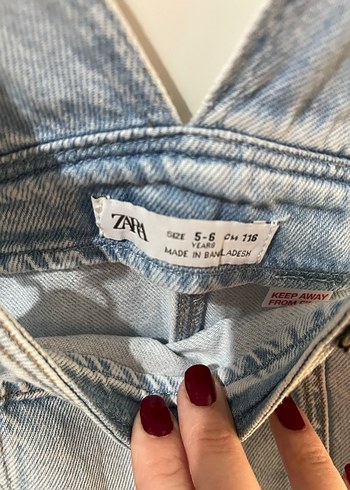 ZARA
SIZE 5-6 CM 116
YEARS
MADE IN BANGLADESH
KEEP AWAY
FROM